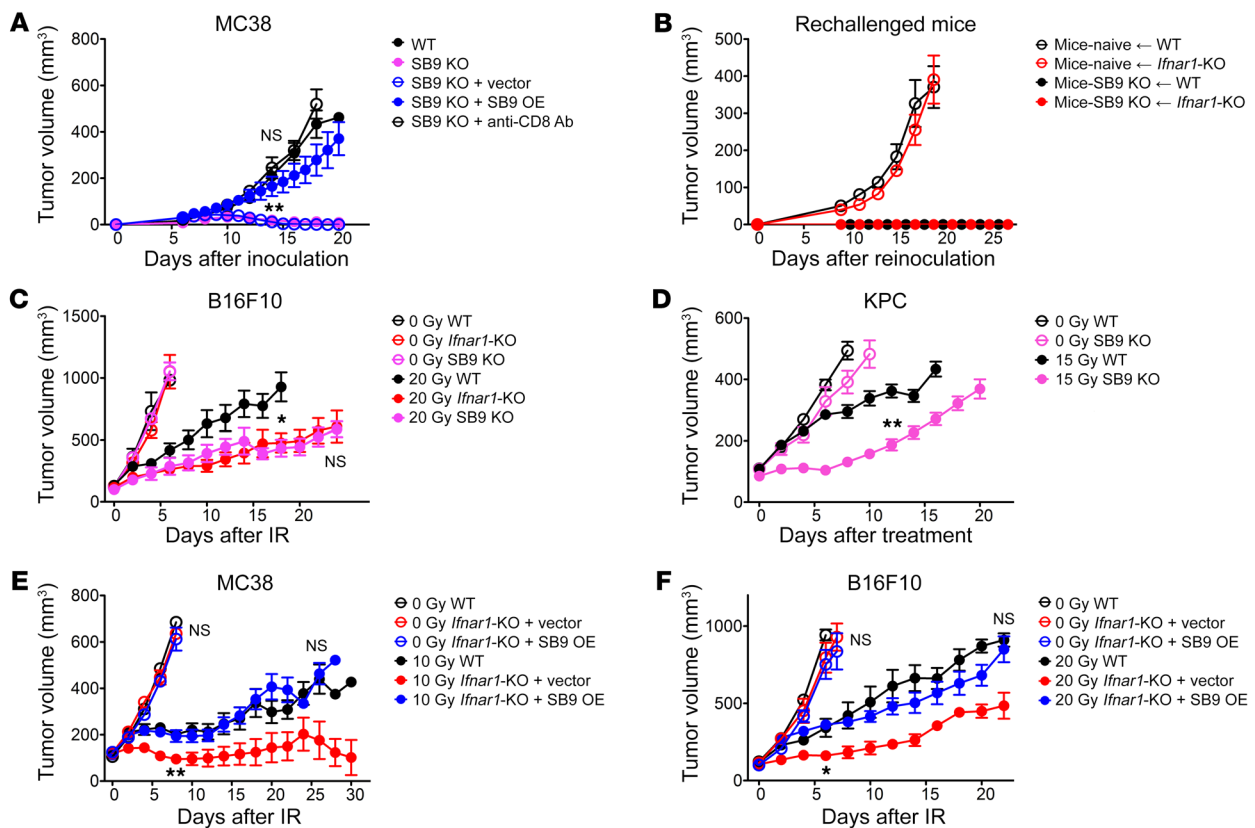 A
MC38
Tumor volume (mm³)
800
600
400
200
0
0
5
10
15
20
Days after inoculation
NS
**
WT
SB9 KO
SB9 KO + vector
SB9 KO + SB9 OE
SB9 KO + anti-CD8 Ab
B
Rechallenged mice
Tumor volume (mm³)
500
400
300
200
100
0
0
5
10
15
20
25
Days after reinoculation
Mice-naive ← WT
Mice-naive ← Ifnar1-KO
Mice-SB9 KO ← WT
Mice-SB9 KO ← Ifnar1-KO
C
B16F10
Tumor volume (mm³)
1500
1000
500
0
0
5
10
15
20
25
Days after IR
*
NS
0 Gy WT
0 Gy Ifnar1-KO
0 Gy SB9 KO
20 Gy WT
20 Gy Ifnar1-KO
20 Gy SB9 KO
D
KPC
Tumor volume (mm³)
600
400
200
0
0
5
10
15
20
Days after treatment
**
0 Gy WT
0 Gy SB9 KO
15 Gy WT
15 Gy SB9 KO
E
MC38
Tumor volume (mm³)
800
600
400
200
0
0
5
10
15
20
25
30
Days after IR
NS
NS
**
0 Gy WT
0 Gy Ifnar1-KO + vector
0 Gy Ifnar1-KO + SB9 OE
10 Gy WT
10 Gy Ifnar1-KO + vector
10 Gy Ifnar1-KO + SB9 OE
F
B16F10
Tumor volume (mm³)
1000
500
0
0
5
10
15
20
Days after IR
NS
NS
*
0 Gy WT
0 Gy Ifnar1-KO + vector
0 Gy Ifnar1-KO + SB9 OE
20 Gy WT
20 Gy Ifnar1-KO + vector
20 Gy Ifnar1-KO + SB9 OE